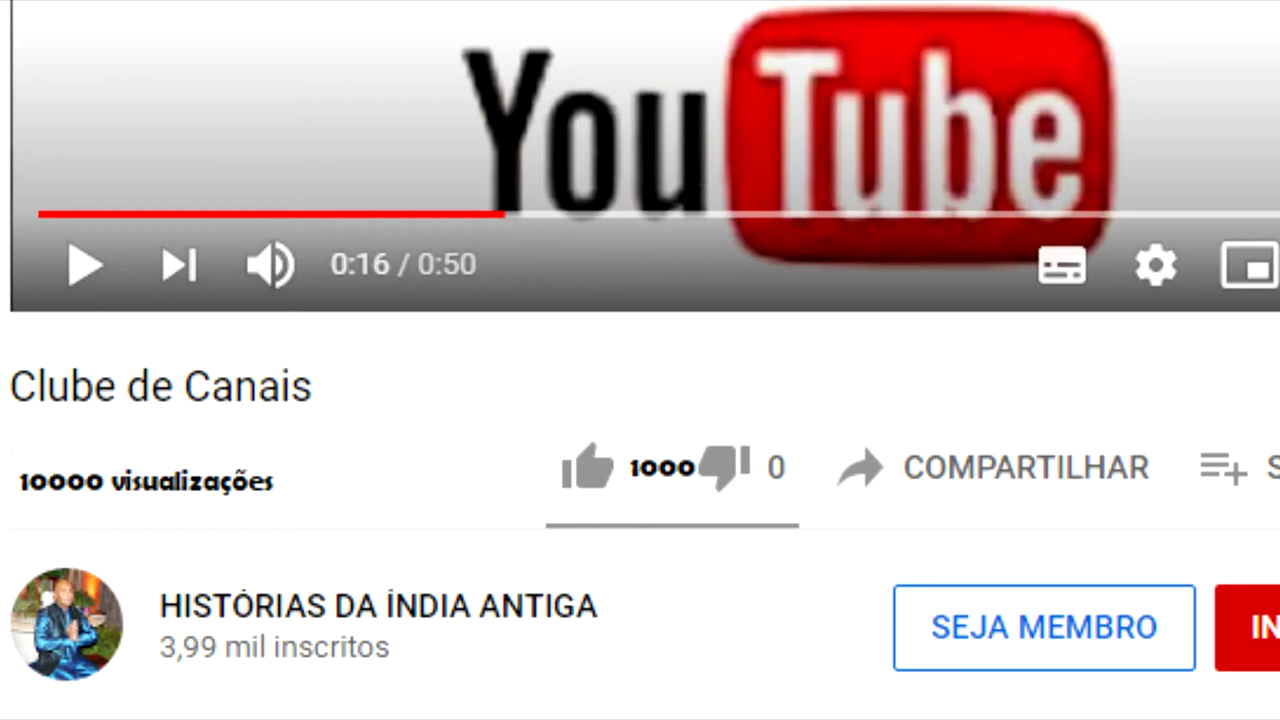 YouTube
0:16 / 0:50
Clube de Canais
10000 visualizações
1000 0 COMPARTILHAR S
HISTÓRIAS DA ÍNDIA ANTIGA
3,99 mil inscritos
SEJA MEMBRO IN